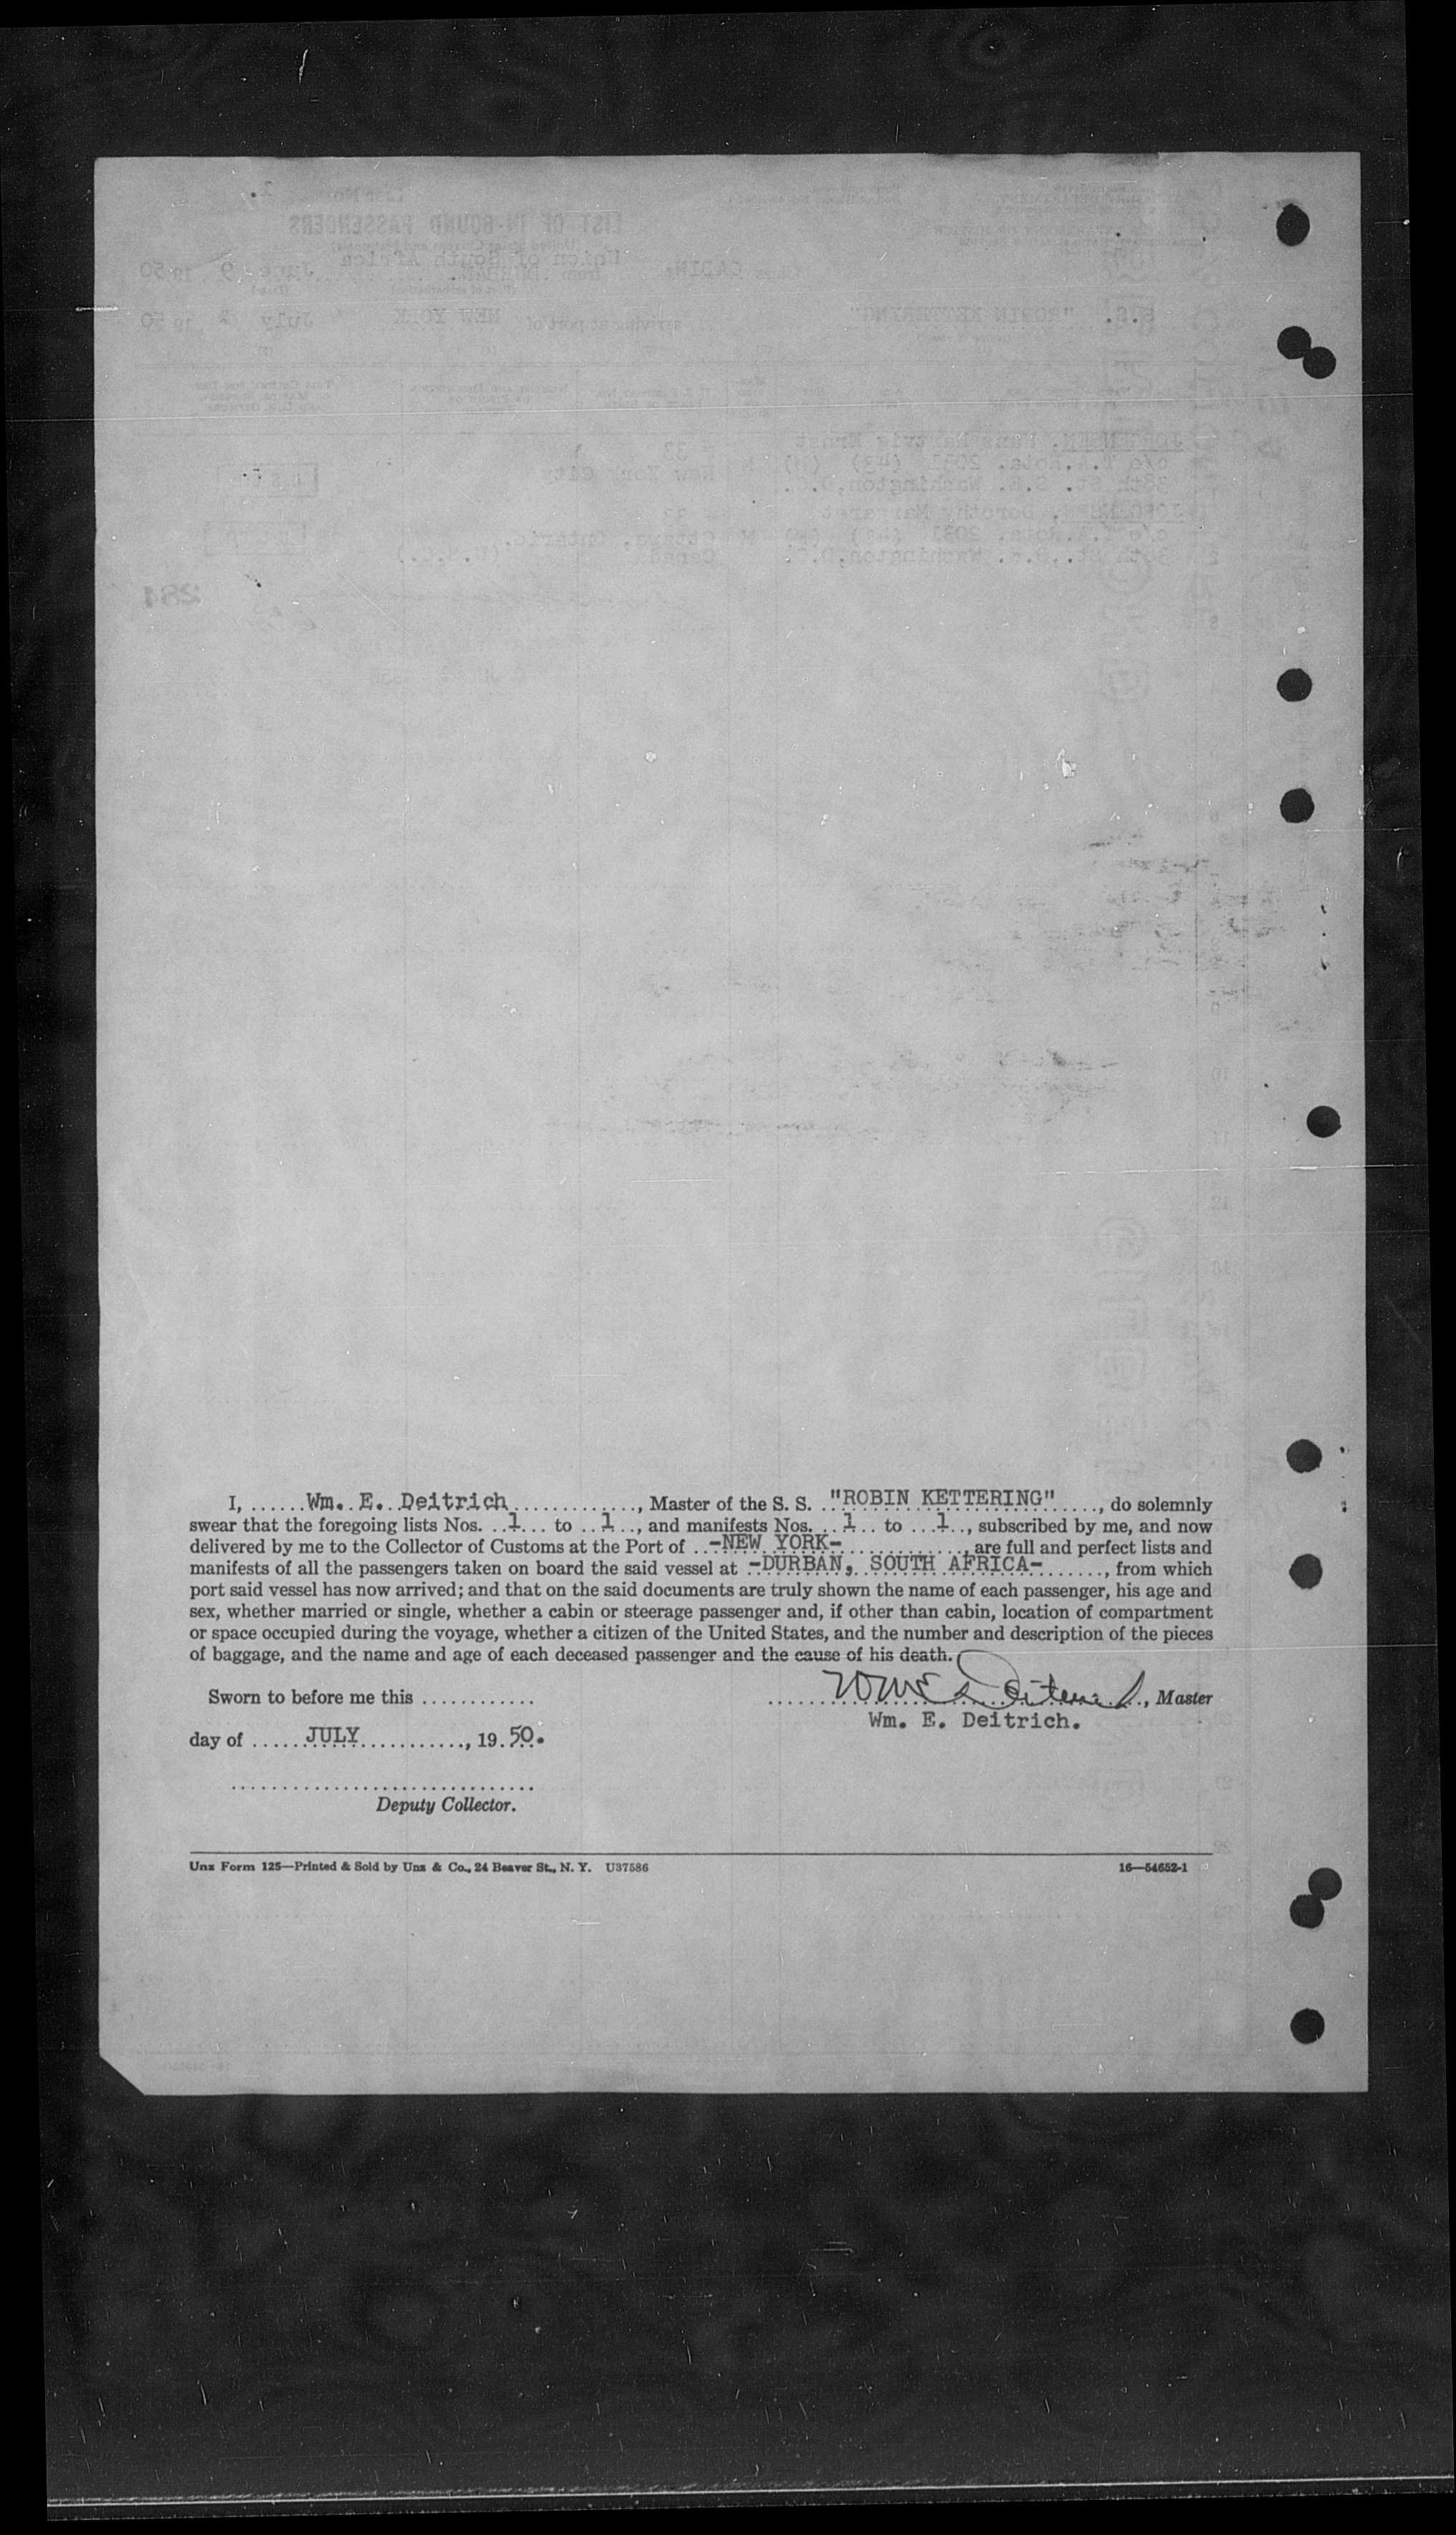 I, ......Wm. E. Deitrich............., Master of the S. S. .."ROBIN KETTERING"....., do solemnly
swear that the foregoing lists Nos. ..1... to ..1.., and manifests Nos. ..1.. to ...1.., subscribed by me, and now
delivered by me to the Collector of Customs at the Port of ..-NEW YORK-.............., are full and perfect lists and
manifests of all the passengers taken on board the said vessel at .-DURBAN, SOUTH AFRICA-......., from which
port said vessel has now arrived; and that on the said documents are truly shown the name of each passenger, his age and
sex, whether married or single, whether a cabin or steerage passenger and, if other than cabin, location of compartment
or space occupied during the voyage, whether a citizen of the United States, and the number and description of the pieces
of baggage, and the name and age of each deceased passenger and the cause of his death.
Sworn to before me this ............
Wm E Deitrich, Master
Wm. E. Deitrich.
day of ......JULY..........., 19.50.
Deputy Collector.
Unz Form 125—Printed & Sold by Unz & Co., 24 Beaver St., N. Y. U37586
16—54652-1